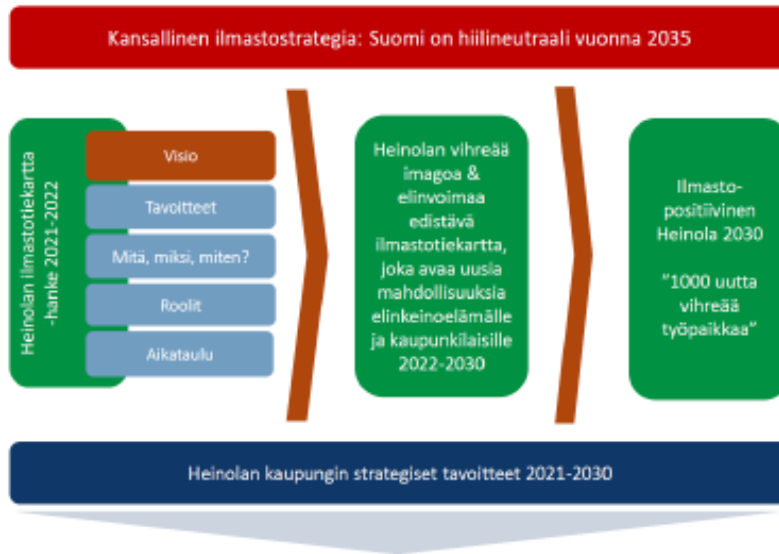 Kansallinen ilmastostrategia: Suomi on hiilineutraali vuonna 2035
Heinolan ilmastotiekartta
-hanke 2021-2022
Visio
Tavoitteet
Mitä, miksi, miten?
Roolit
Aikataulu
Heinolan vihreää
imagoa &
elinvoimaa
edistävä
ilmastotiekartta,
joka avaa uusia
mahdollisuuksia
elinkeinoelämälle
ja kaupunkilaisille
2022-2030
Ilmasto-
positiivinen
Heinola 2030
”1000 uutta
vihreää
työpaikkaa”
Heinolan kaupungin strategiset tavoitteet 2021-2030